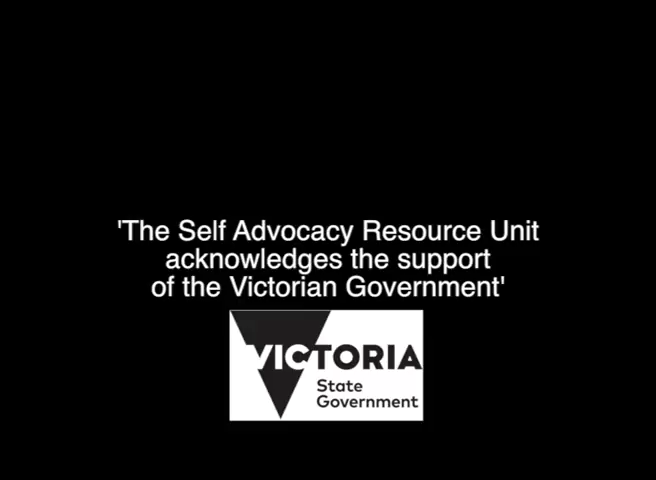 'The Self Advocacy Resource Unit
acknowledges the support
of the Victorian Government'
VICTORIA
State
Government